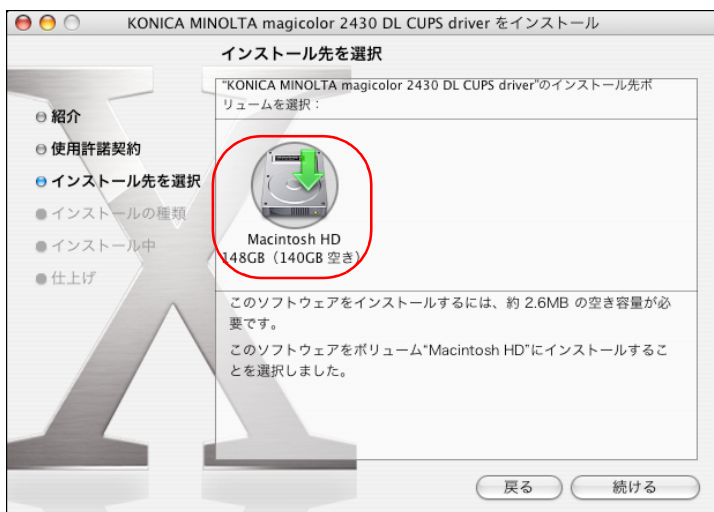 KONICA MINOLTA magicolor 2430 DL CUPS driver をインストール
インストール先を選択
紹介
使用許諾契約
インストール先を選択
インストールの種類
インストール中
仕上げ
"KONICA MINOLTA magicolor 2430 DL CUPS driver"のインストール先ボ
リュームを選択：
Macintosh HD
148GB（140GB 空き）
このソフトウェアをインストールするには、約 2.6MB の空き容量が必
要です。
このソフトウェアをボリューム"Macintosh HD"にインストールするこ
とを選択しました。
戻る
続ける